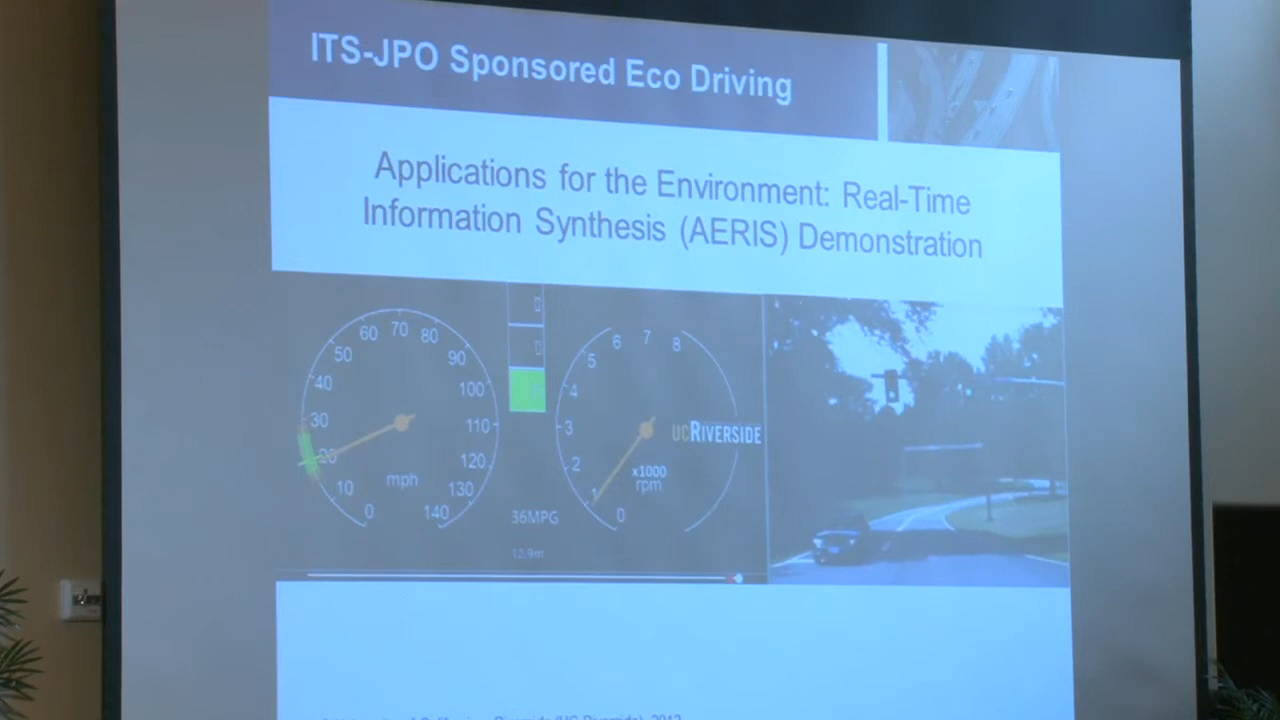 ITS-JPO Sponsored Eco Driving
Applications for the Environment: Real-Time
Information Synthesis (AERIS) Demonstration
0
10
20
30
40
50
60
70
80
90
100
110
120
130
140
mph
36MPG
12.9m
0
1
2
3
4
5
6
7
8
x1000
rpm
UCRIVERSIDE